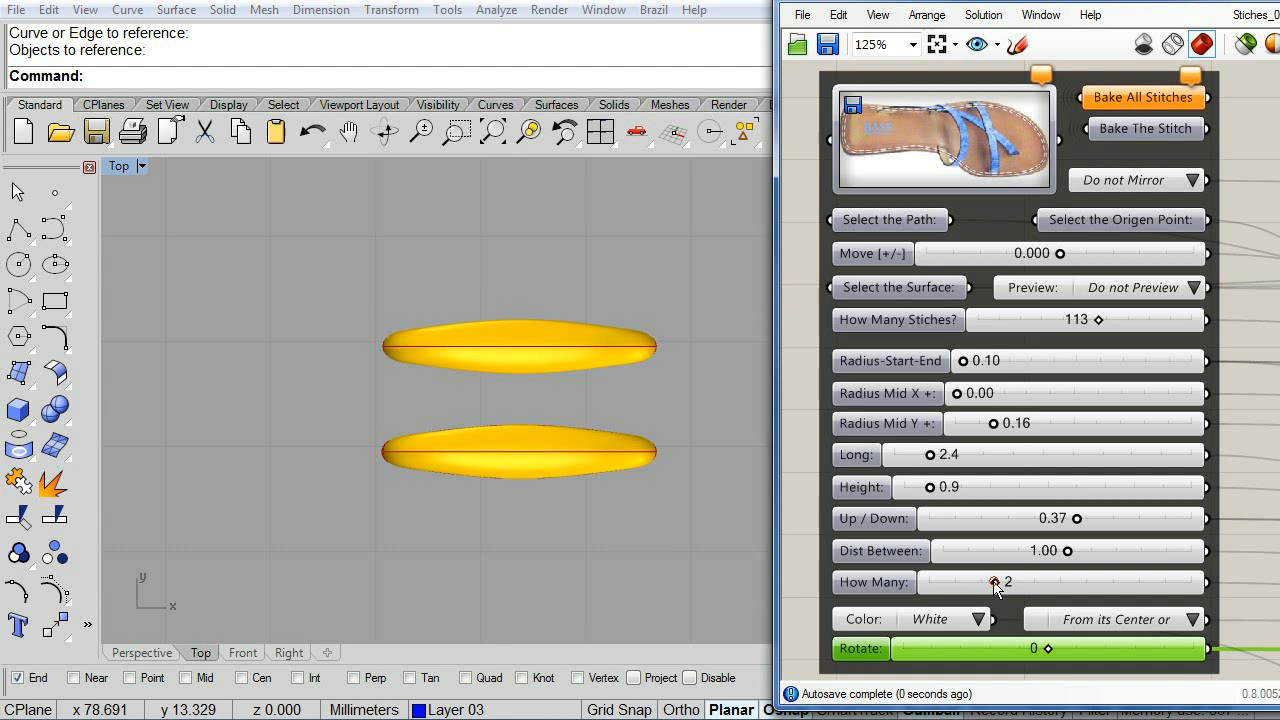 File Edit View Curve Surface Solid Mesh Dimension Transform Tools Analyze Render Window Brazil Help
Curve or Edge to reference:
Objects to reference:
Command:
Standard CPlanes Set View Display Select Viewport Layout Visibility Curves Surfaces Solids Meshes Render
Top
y
x
Perspective Top Front Right
End Near Point Mid Cen Int Perp Tan Quad Knot Vertex Project Disable
CPlane x 78.691 y 13.329 z 0.000 Millimeters Layer 03 Grid Snap Ortho Planar
File Edit View Arrange Solution Window Help Stiches_0
125%
Bake All Stitches
Bake The Stitch
Do not Mirror
Select the Path: Select the Origen Point:
Move [+/-] 0.000
Select the Surface: Preview: Do not Preview
How Many Stiches? 113
Radius-Start-End 0.10
Radius Mid X +: 0.00
Radius Mid Y +: 0.16
Long: 2.4
Height: 0.9
Up / Down: 0.37
Dist Between: 1.00
How Many: 2
Color: White From its Center or
Rotate: 0
Autosave complete (0 seconds ago) 0.8.0052